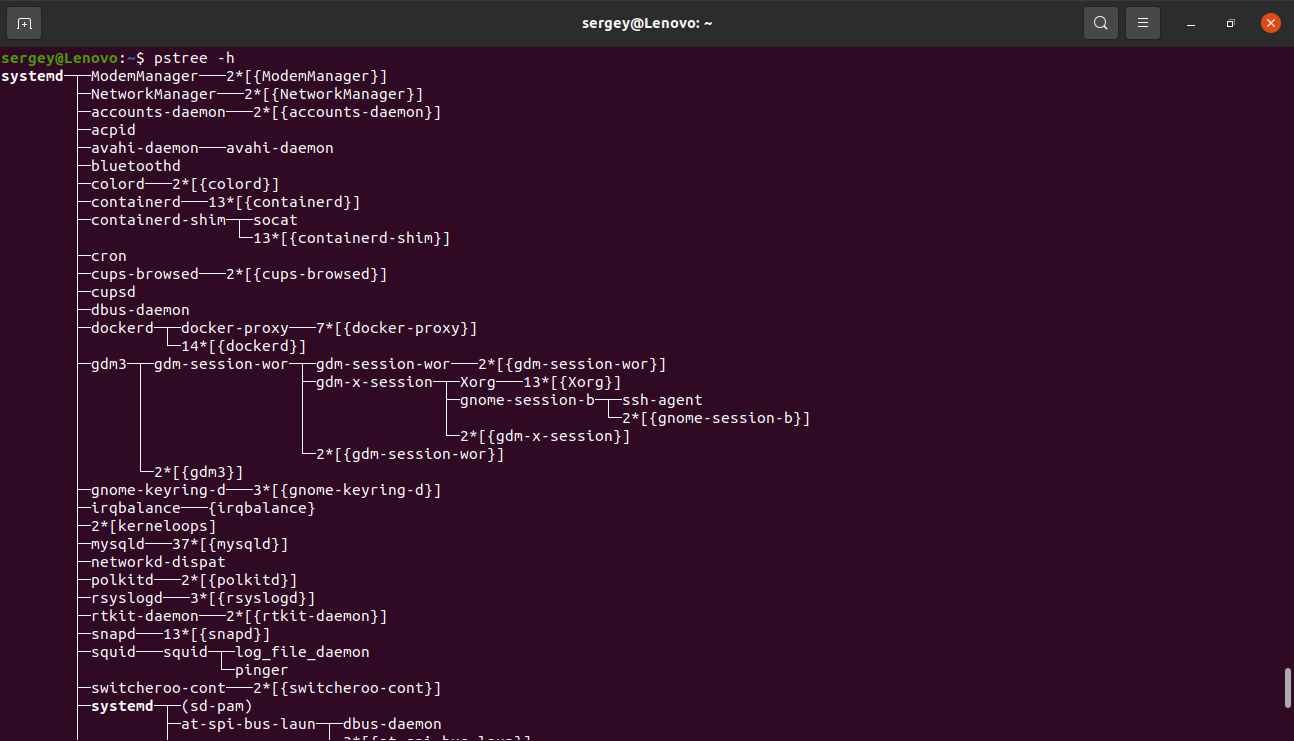 sergey@Lenovo: ~
sergey@Lenovo:~$ pstree -h
systemd─┬─ModemManager───2*[{ModemManager}]
        ├─NetworkManager───2*[{NetworkManager}]
        ├─accounts-daemon───2*[{accounts-daemon}]
        ├─acpid
        ├─avahi-daemon───avahi-daemon
        ├─bluetoothd
        ├─colord───2*[{colord}]
        ├─containerd───13*[{containerd}]
        ├─containerd-shim─┬─socat
        │                 └─13*[{containerd-shim}]
        ├─cron
        ├─cups-browsed───2*[{cups-browsed}]
        ├─cupsd
        ├─dbus-daemon
        ├─dockerd─┬─docker-proxy───7*[{docker-proxy}]
        │         └─14*[{dockerd}]
        ├─gdm3─┬─gdm-session-wor─┬─gdm-session-wor───2*[{gdm-session-wor}]
        │      │                 ├─gdm-x-session─┬─Xorg───13*[{Xorg}]
        │      │                 │               ├─gnome-session-b─┬─ssh-agent
        │      │                 │               │                 └─2*[{gnome-session-b}]
        │      │                 │               └─2*[{gdm-x-session}]
        │      │                 └─2*[{gdm-session-wor}]
        │      └─2*[{gdm3}]
        ├─gnome-keyring-d───3*[{gnome-keyring-d}]
        ├─irqbalance───{irqbalance}
        ├─2*[kerneloops]
        ├─mysqld───37*[{mysqld}]
        ├─networkd-dispat
        ├─polkitd───2*[{polkitd}]
        ├─rsyslogd───3*[{rsyslogd}]
        ├─rtkit-daemon───2*[{rtkit-daemon}]
        ├─snapd───13*[{snapd}]
        ├─squid───squid─┬─log_file_daemon
        │               └─pinger
        ├─switcheroo-cont───2*[{switcheroo-cont}]
        ├─systemd─┬─(sd-pam)
        │         ├─at-spi-bus-laun─┬─dbus-daemon